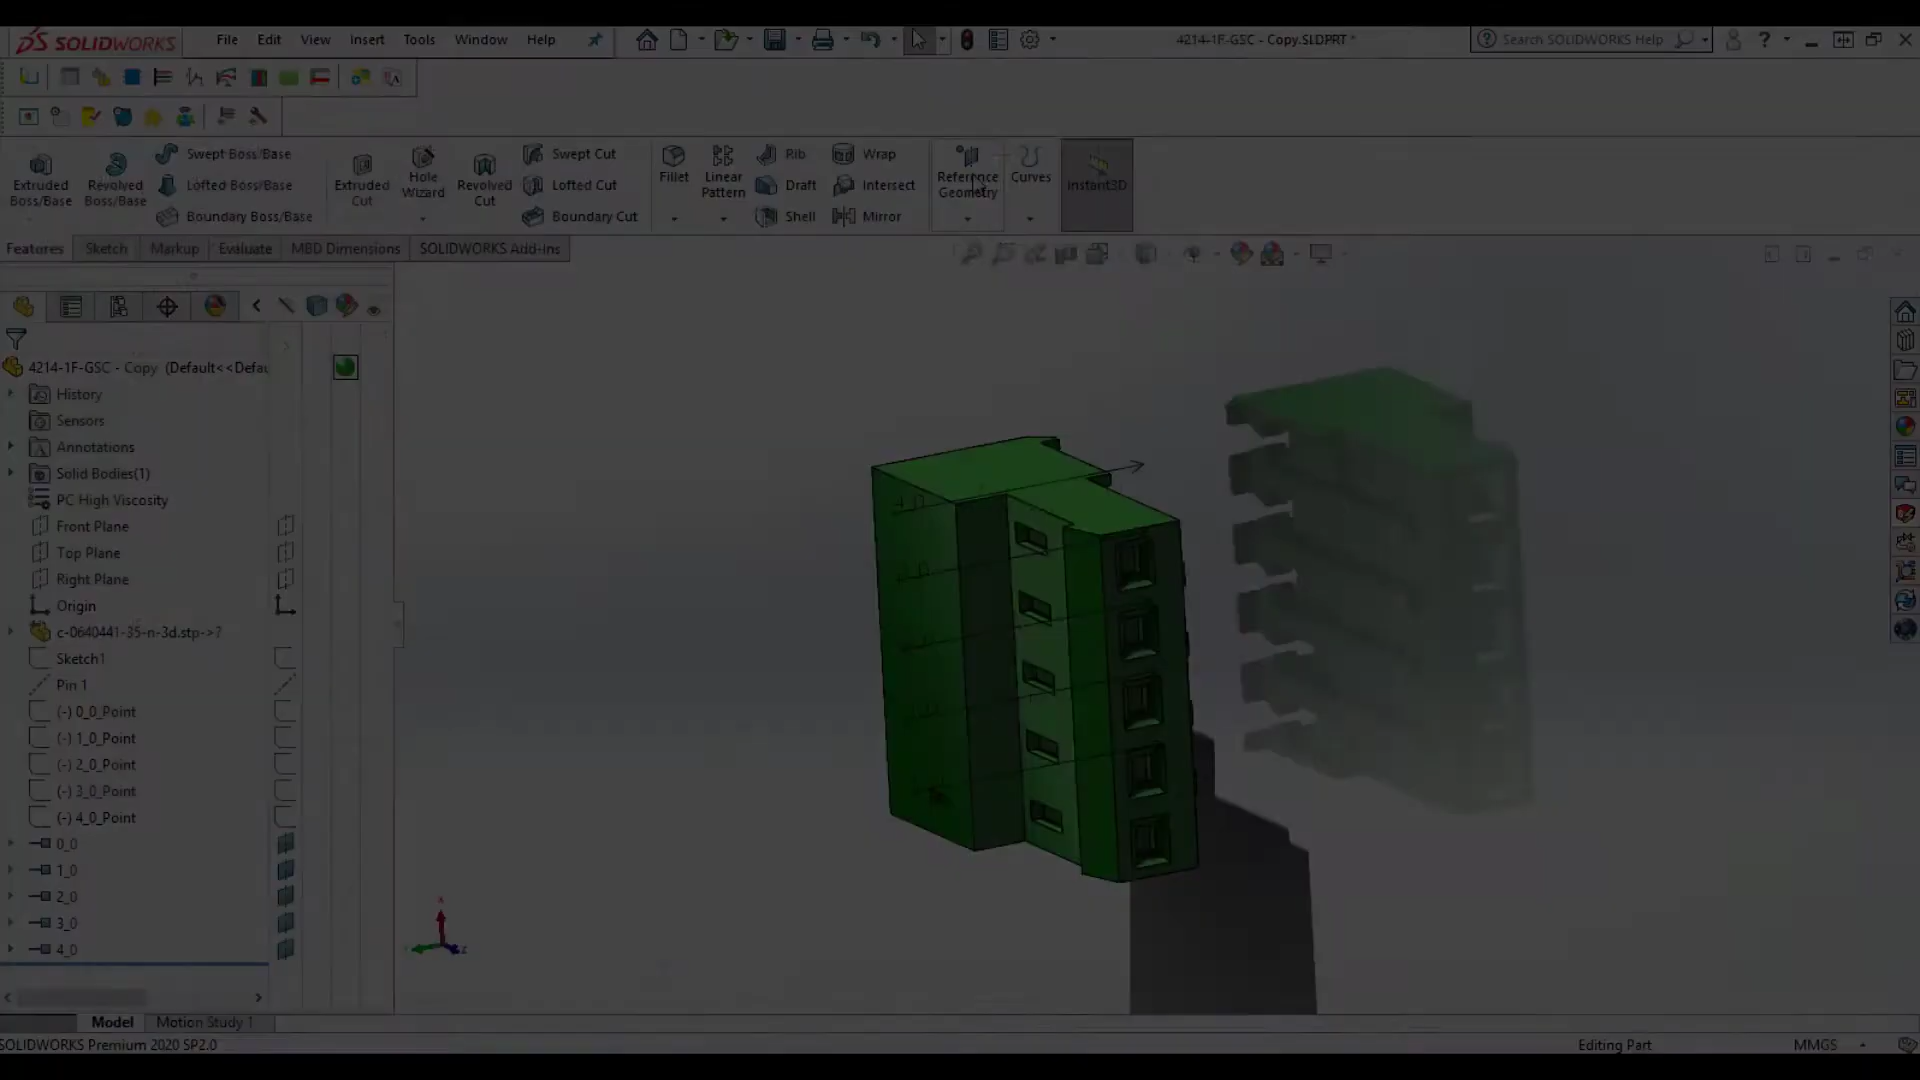 SOLIDWORKS File Edit View Insert Tools Window Help 4214-1F-GSC - Copy.SLDPRT * Search SOLIDWORKS Help
Extruded Boss/Base
Revolved Boss/Base
Swept Boss/Base
Lofted Boss/Base
Boundary Boss/Base
Extruded Cut
Hole Wizard
Revolved Cut
Swept Cut
Lofted Cut
Boundary Cut
Fillet
Linear Pattern
Rib
Draft
Shell
Wrap
Intersect
Mirror
Reference Geometry
Curves
Instant3D
Features Sketch Markup Evaluate MBD Dimensions SOLIDWORKS Add-Ins
4214-1F-GSC - Copy (Default<<Defau
History
Sensors
Annotations
Solid Bodies(1)
PC High Viscosity
Front Plane
Top Plane
Right Plane
Origin
c-0640441-35-n-3d.stp->?
Sketch1
Pin 1
(-) 0_0_Point
(-) 1_0_Point
(-) 2_0_Point
(-) 3_0_Point
(-) 4_0_Point
0_0
1_0
2_0
3_0
4_0
Model Motion Study 1
SOLIDWORKS Premium 2020 SP2.0 Editing Part MMGS